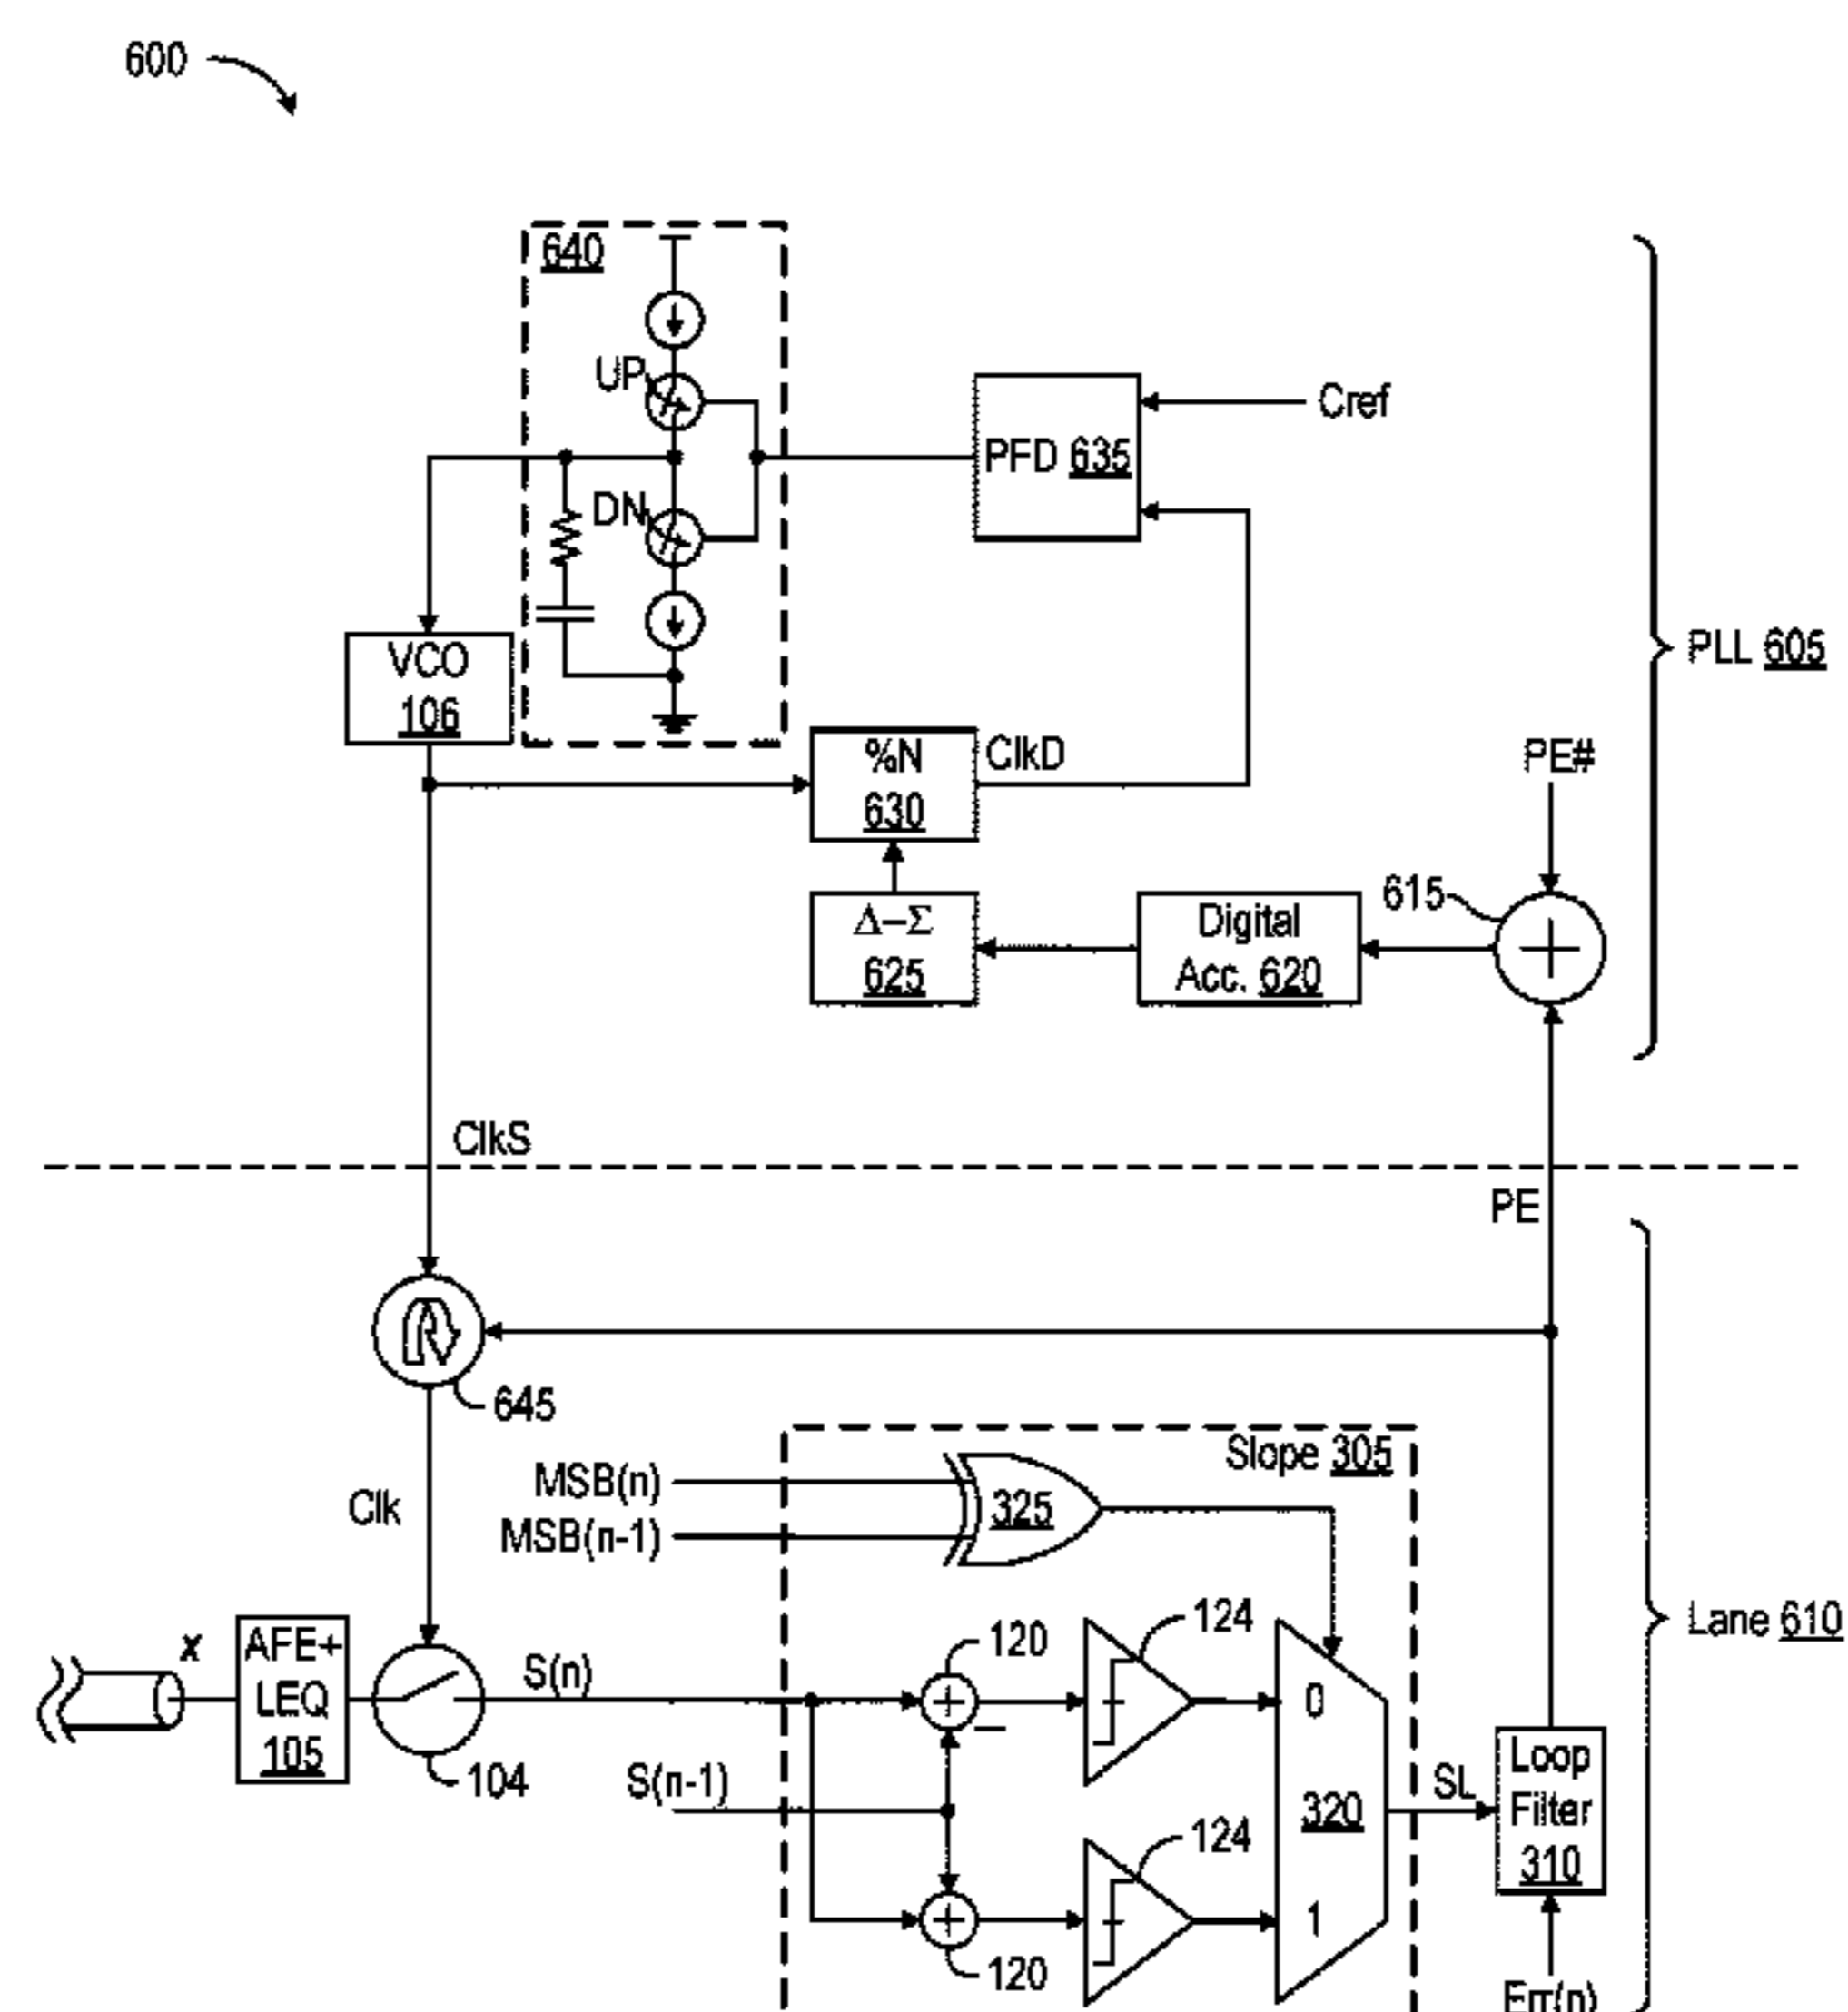 600
640
UP
DN
Cref
PFD 635
VCO
106
PLL 605
%N
630
ClkD
PE#
615
Δ–Σ
625
Digital
Acc. 620
ClkS
PE
645
Slope 305
MSB(n)
MSB(n-1)
325
Clk
x
AFE+
LEQ
105
104
S(n)
S(n-1)
120
124
0
320
1
124
120
SL
Loop
Filter
310
Err(n)
Lane 610